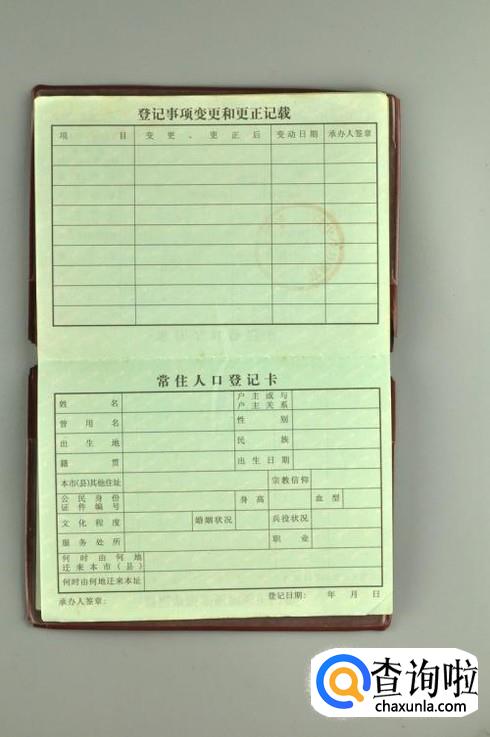 登记事项变更和更正记载
项 目 变更、更正后 变动日期 承办人签章
常住人口登记卡
姓 名 户主或与户主关系
曾用名 性 别
出生地 民 族
籍 贯 出生日期
本市(县)其他住址 宗教信仰
公民身份证件编号 身高 血型
文化程度 婚姻状况 兵役状况
服务处所 职业
何时由何地迁来本市(县)
何时由何地迁来本址
承办人签章: 登记日期: 年 月 日
查询啦
chaxunla.com